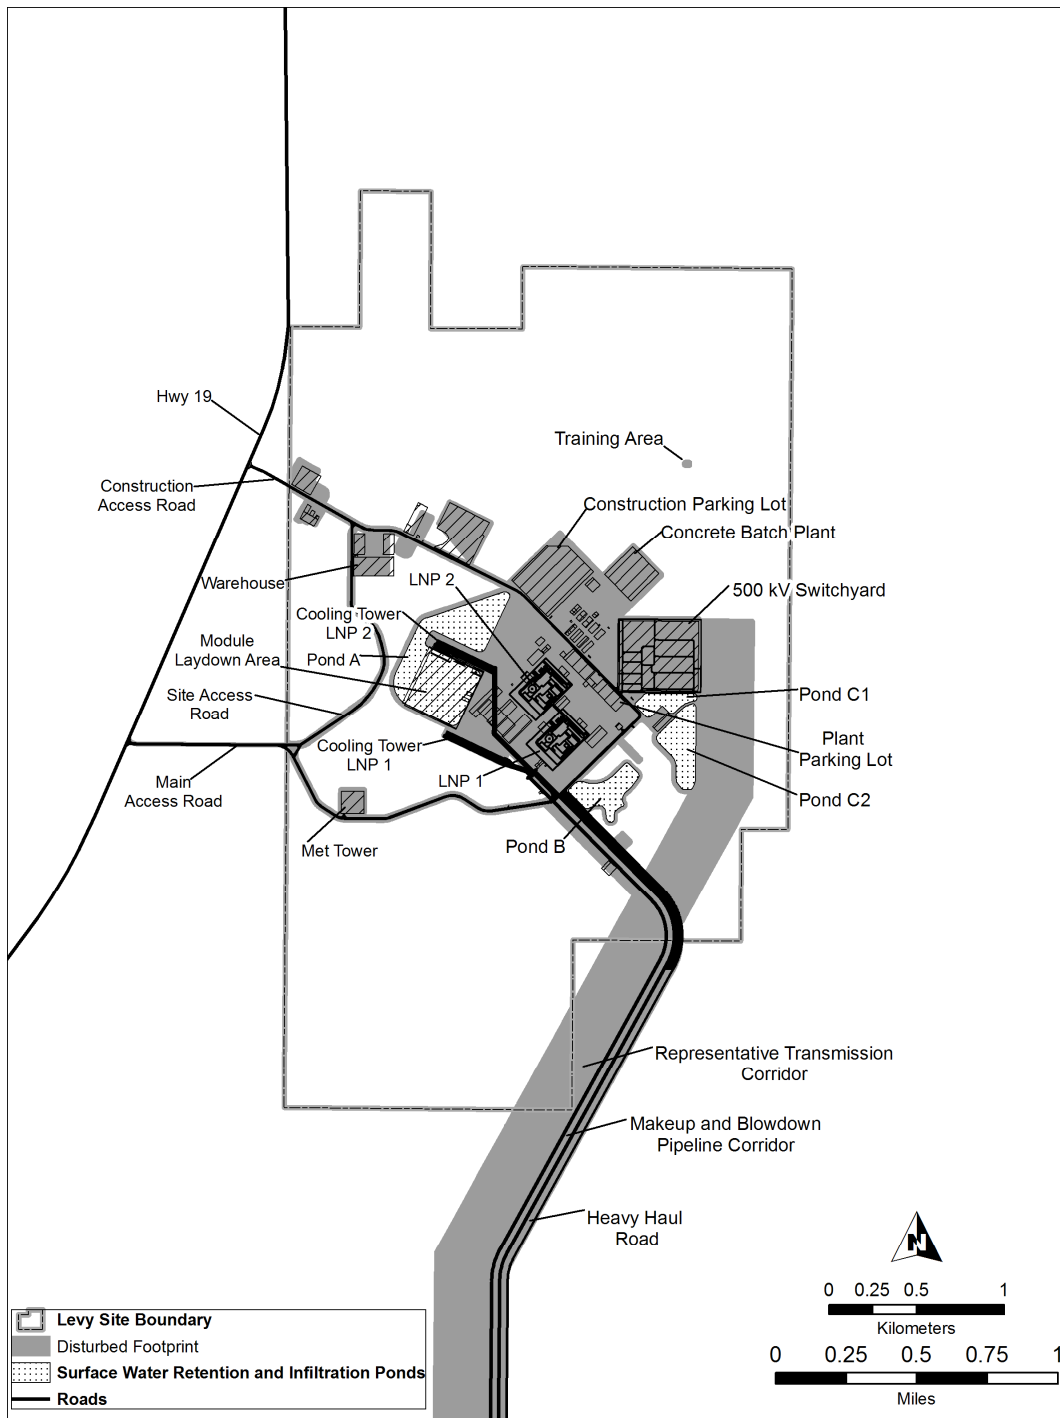 Hwy 19
Training Area
Construction
Access Road
Construction Parking Lot
Concrete Batch Plant
LNP 2
Warehouse
500 kV Switchyard
Cooling Tower
LNP 2
Module
Laydown Area
Pond A
Site Access
Road
Pond C1
Cooling Tower
LNP 1
Plant
Parking Lot
Main
Access Road
LNP 1
Pond C2
Met Tower
Pond B
Representative Transmission
Corridor
Makeup and Blowdown
Pipeline Corridor
Heavy Haul
Road
N
0 0.25 0.5 1
Kilometers
0 0.25 0.5 0.75 1
Miles
Levy Site Boundary
Disturbed Footprint
Surface Water Retention and Infiltration Ponds
Roads